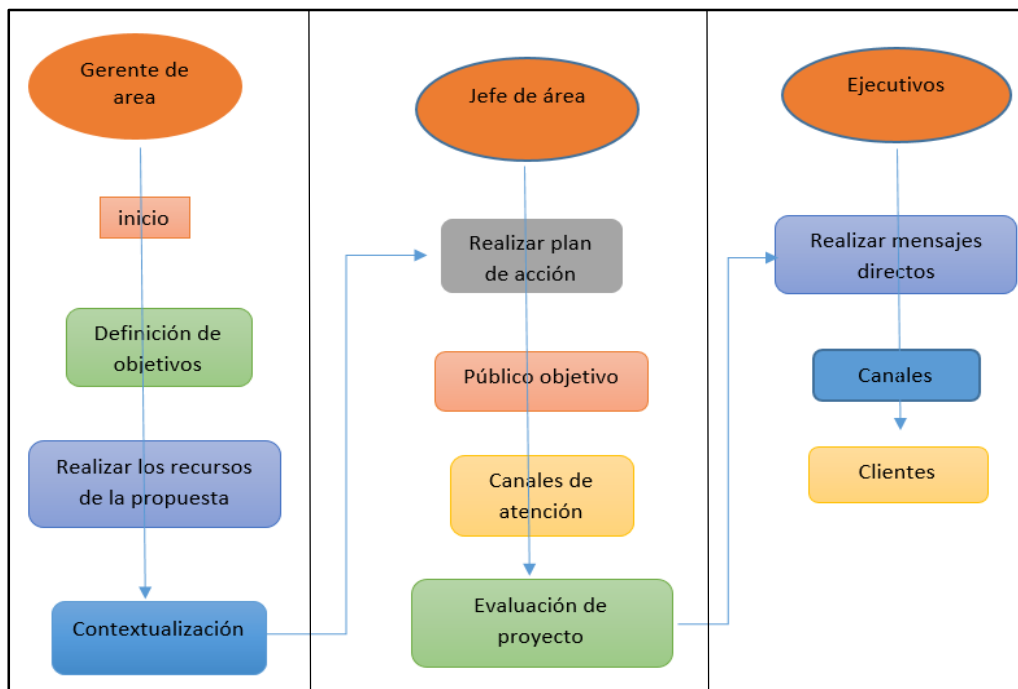 Gerente de
area
inicio
Definición de
objetivos
Realizar los recursos
de la propuesta
Contextualización
Jefe de área
Realizar plan
de acción
Público objetivo
Canales de
atención
Evaluación de
proyecto
Ejecutivos
Realizar mensajes
directos
Canales
Clientes